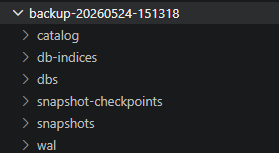 backup-20260524-151318
catalog
db-indices
dbs
snapshot-checkpoints
snapshots
wal